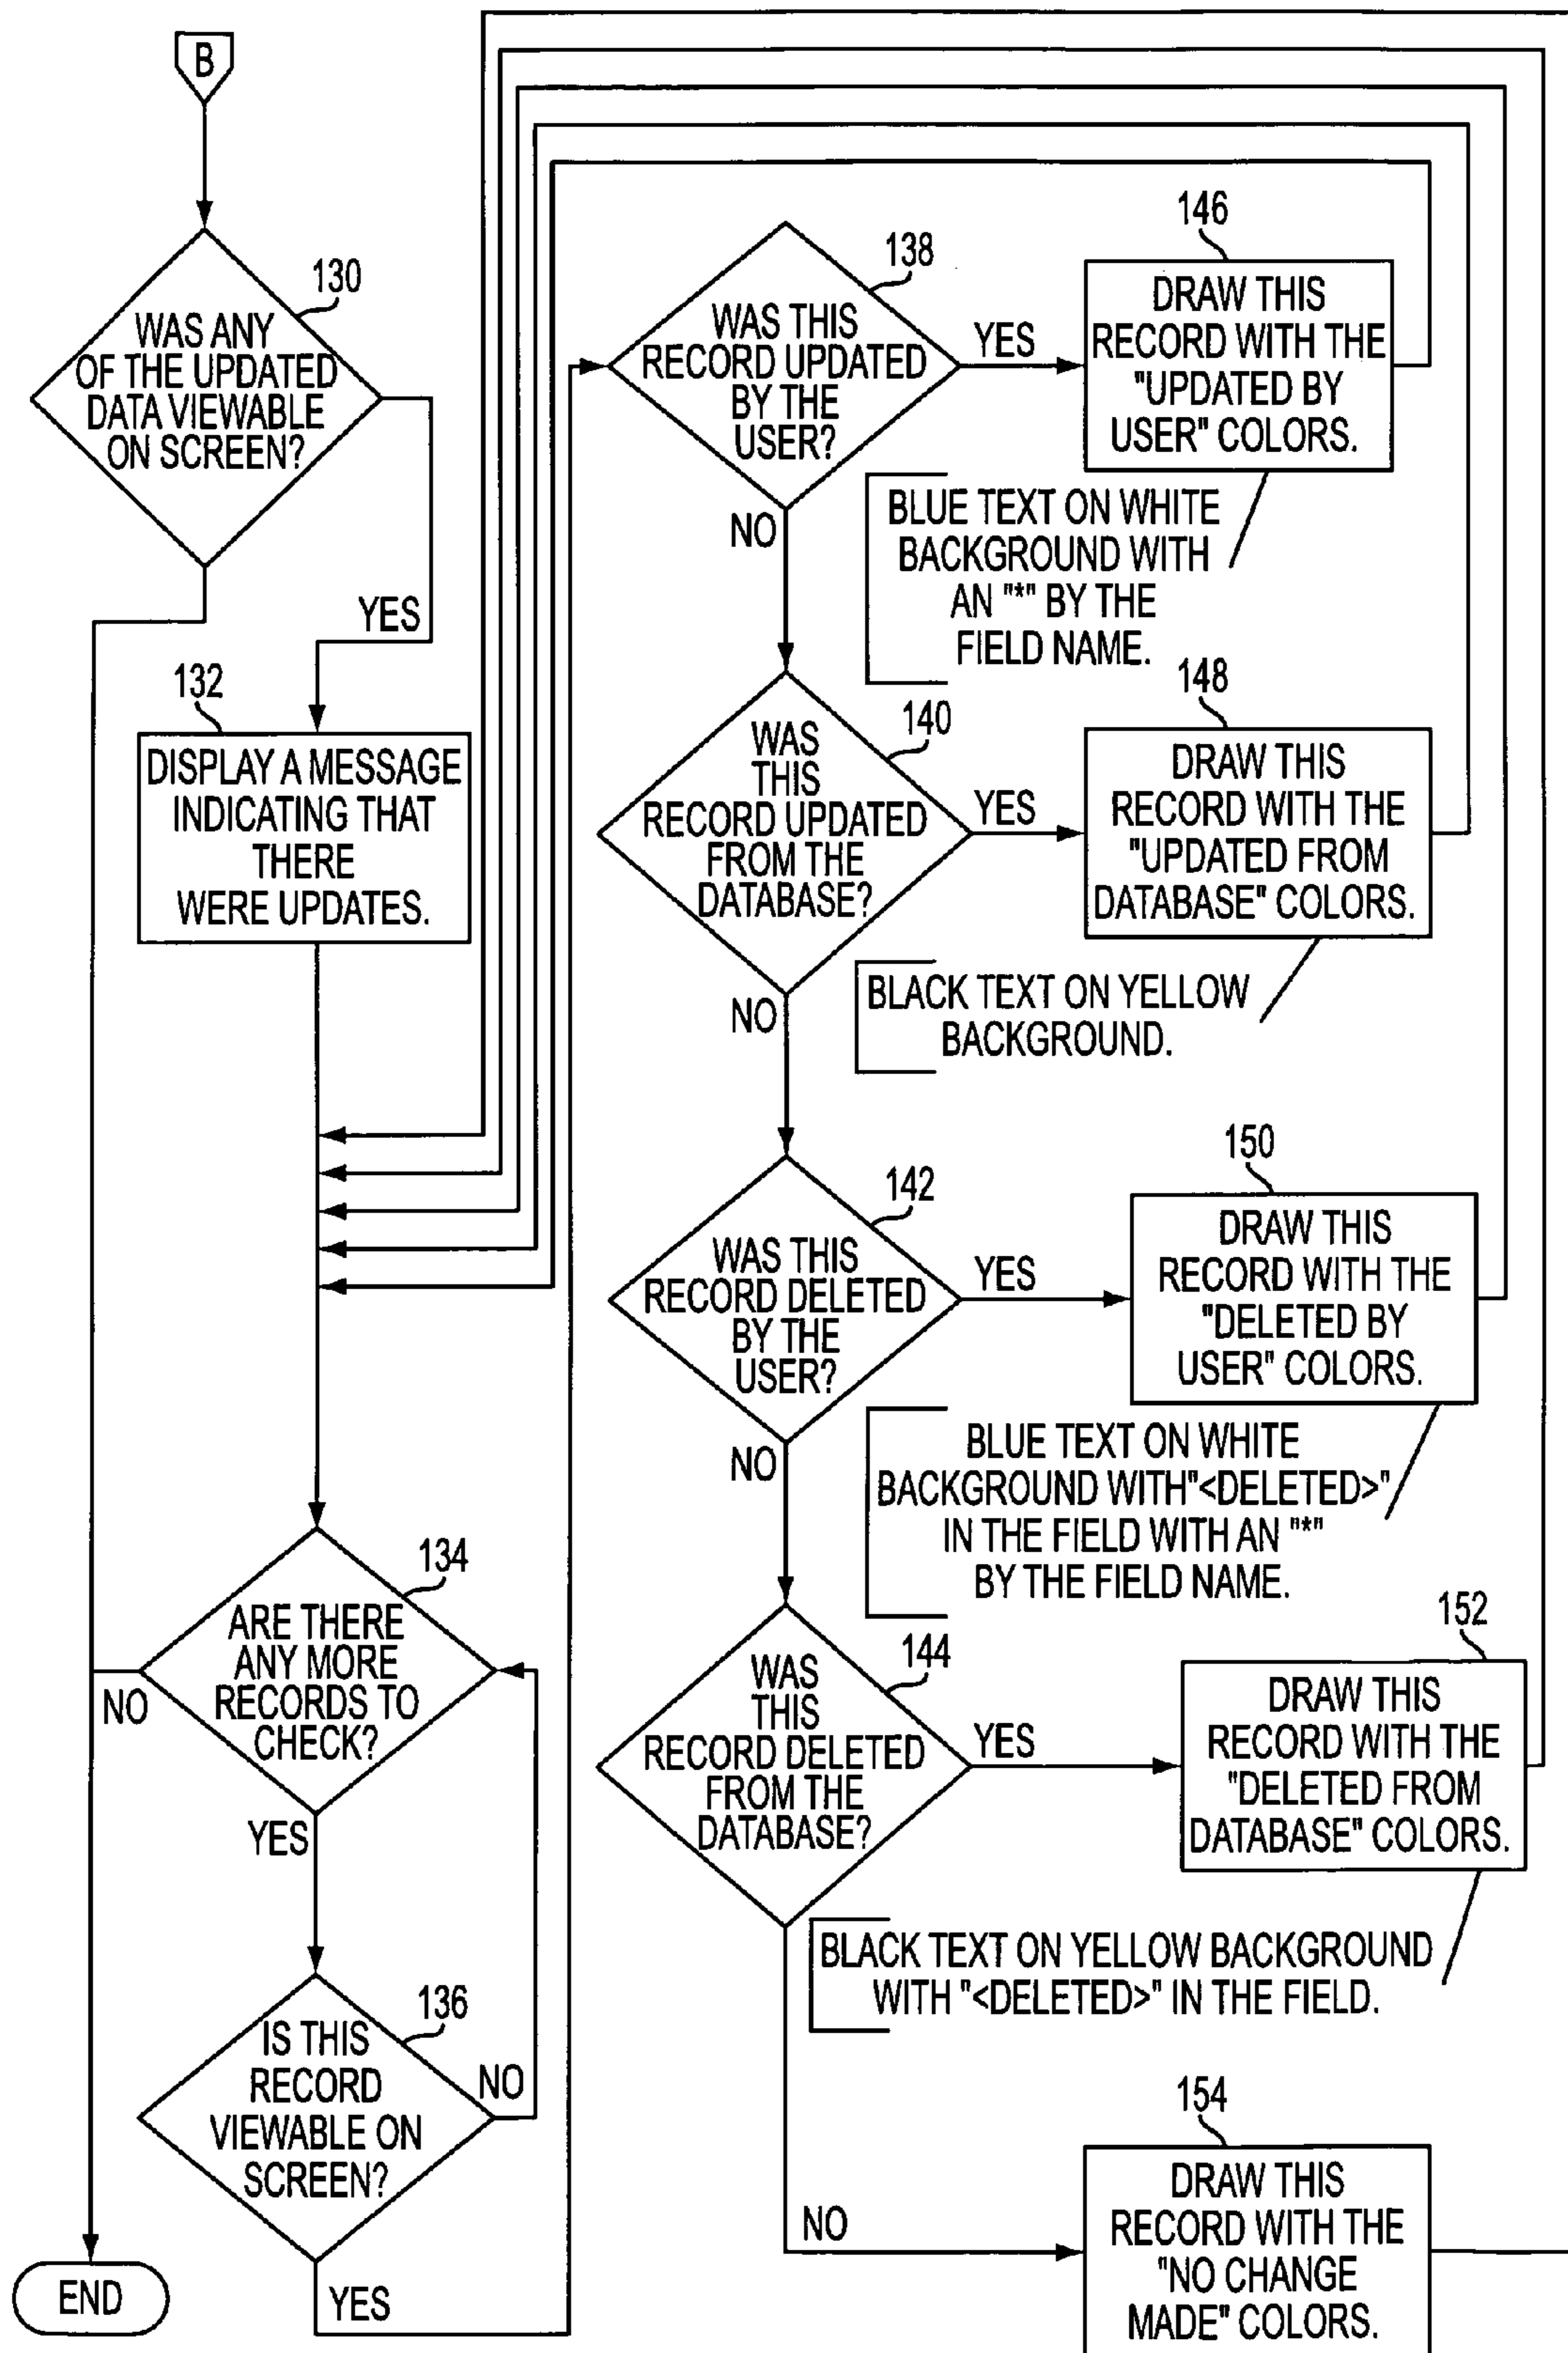 B
130
WAS ANY
OF THE UPDATED
DATA VIEWABLE
ON SCREEN?
YES
132
DISPLAY A MESSAGE
INDICATING THAT
THERE
WERE UPDATES.
134
ARE THERE
ANY MORE
RECORDS TO
CHECK?
NO
YES
136
IS THIS
RECORD
VIEWABLE ON
SCREEN?
NO
YES
END
138
WAS THIS
RECORD UPDATED
BY THE
USER?
YES
NO
146
DRAW THIS
RECORD WITH THE
"UPDATED BY
USER" COLORS.
BLUE TEXT ON WHITE
BACKGROUND WITH
AN "*" BY THE
FIELD NAME.
140
WAS
THIS
RECORD UPDATED
FROM THE
DATABASE?
YES
NO
148
DRAW THIS
RECORD WITH THE
"UPDATED FROM
DATABASE" COLORS.
BLACK TEXT ON YELLOW
BACKGROUND.
142
WAS THIS
RECORD DELETED
BY THE
USER?
YES
NO
150
DRAW THIS
RECORD WITH THE
"DELETED BY
USER" COLORS.
BLUE TEXT ON WHITE
BACKGROUND WITH"<DELETED>"
IN THE FIELD WITH AN "*"
BY THE FIELD NAME.
144
WAS
THIS
RECORD DELETED
FROM THE
DATABASE?
YES
NO
152
DRAW THIS
RECORD WITH THE
"DELETED FROM
DATABASE" COLORS.
BLACK TEXT ON YELLOW BACKGROUND
WITH "<DELETED>" IN THE FIELD.
154
DRAW THIS
RECORD WITH THE
"NO CHANGE
MADE" COLORS.